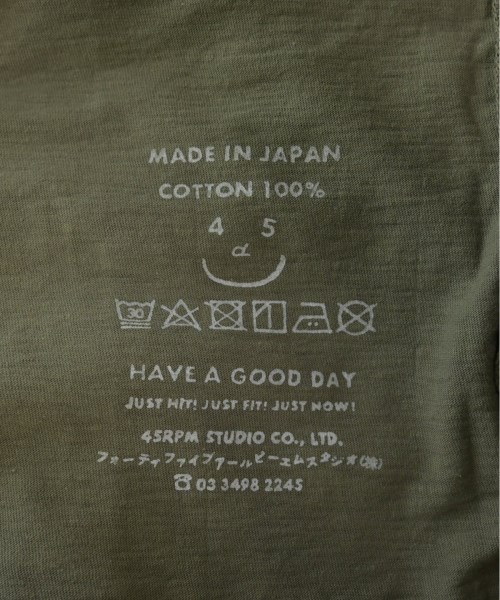 MADE IN JAPAN
COTTON 100%
4 5
d
30
HAVE A GOOD DAY
JUST HIT! JUST FIT! JUST NOW!
45RPM STUDIO CO., LTD.
フォーティファイブアールピーエムスタジオ(株)
☎03 3498 2245